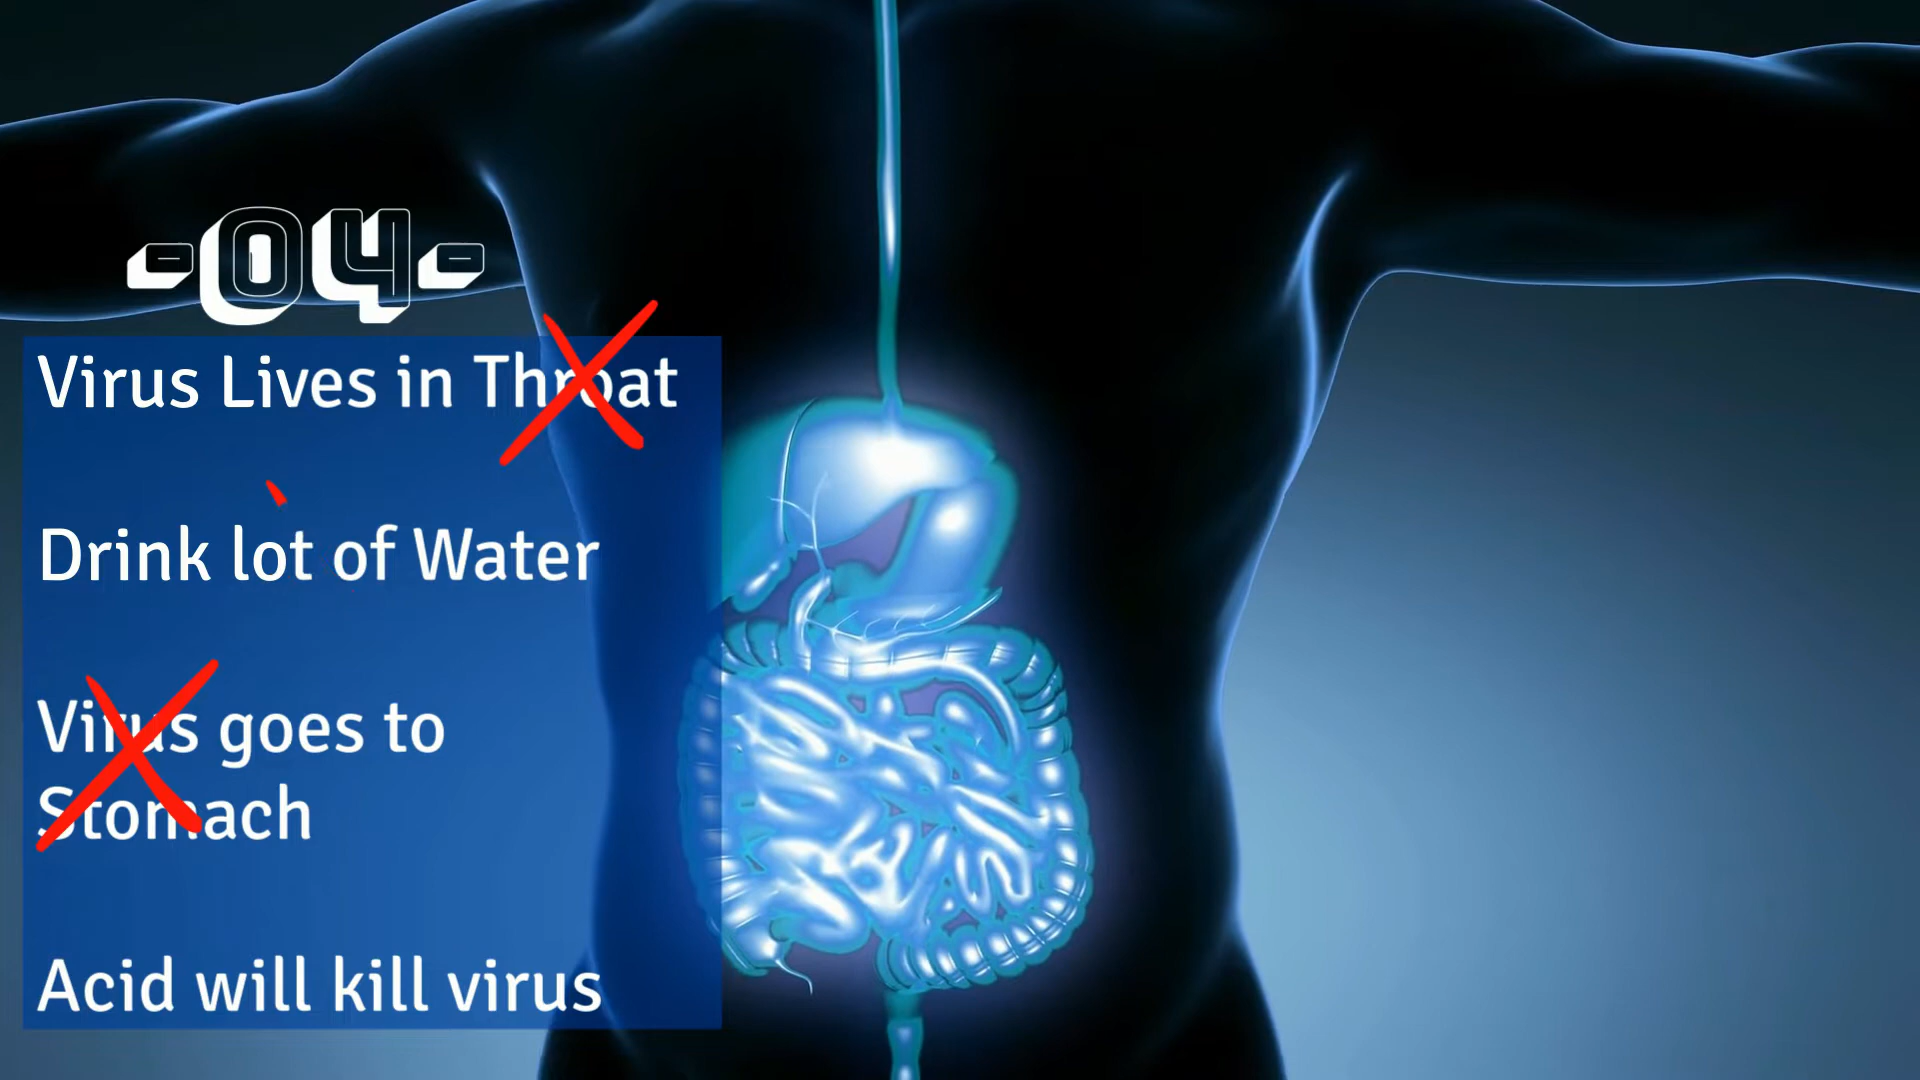 -04-
Virus Lives in Throat
Drink lot of Water
Virus goes to
Stomach
Acid will kill virus